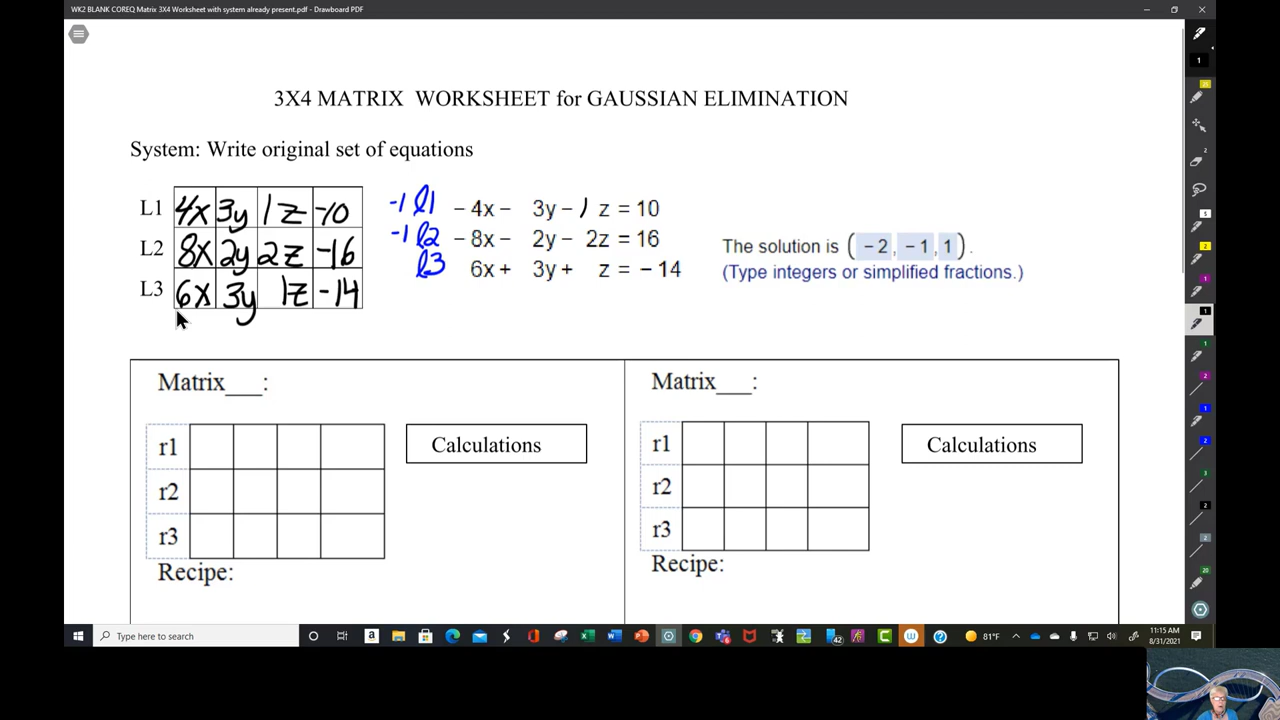 WK2 BLANK COREQ Matrix 3X4 Worksheet with system already present.pdf - Drawboard PDF
3X4 MATRIX WORKSHEET for GAUSSIAN ELIMINATION
System: Write original set of equations
L1 4x 3y 1z -10
L2 8x 2y 2z -16
L3 6x 3y 1z -14
-1 l1 - 4x - 3y - 1 z = 10
-1 l2 - 8x - 2y - 2z = 16
l3 6x + 3y + z = - 14
The solution is ( - 2 , - 1 , 1 ).
(Type integers or simplified fractions.)
Matrix___:
r1
r2
r3
Calculations
Recipe:
Matrix___:
r1
r2
r3
Calculations
Recipe:
Type here to search
81°F
11:15 AM
8/31/2021